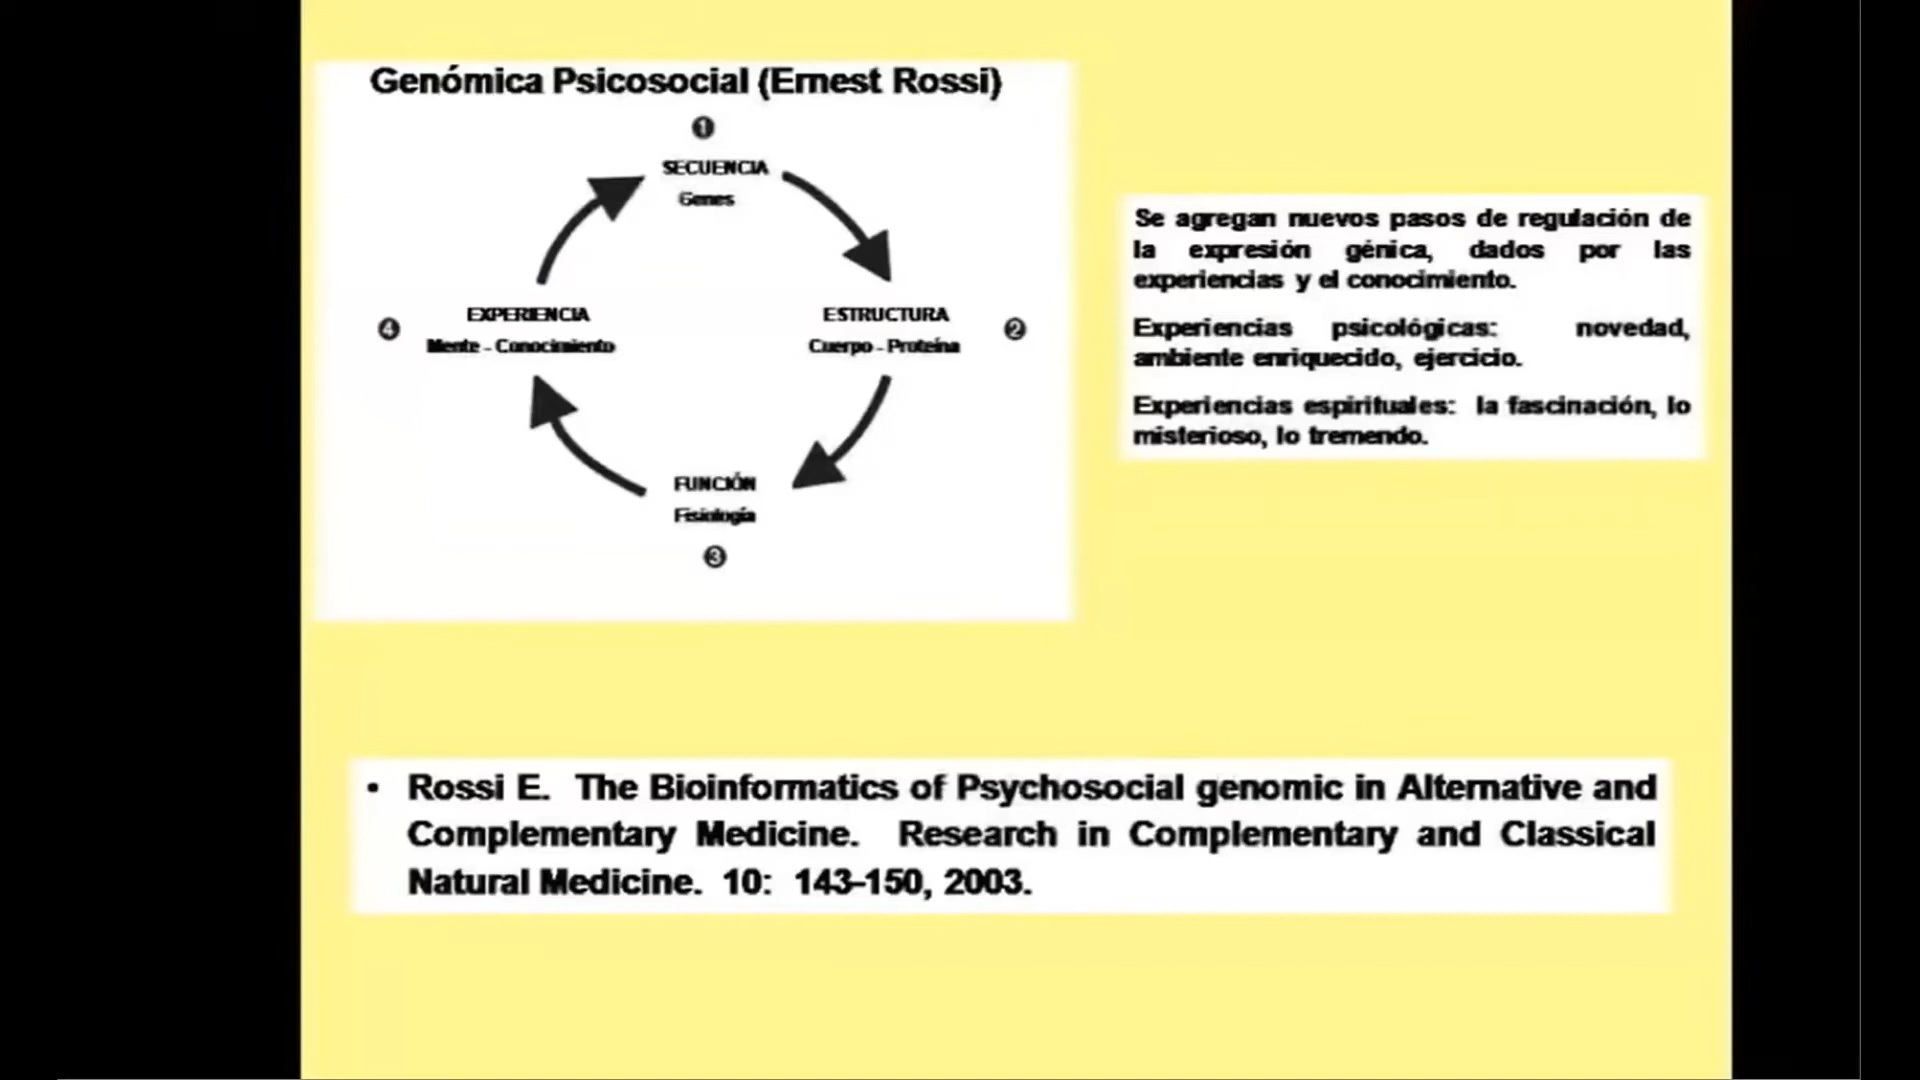 Genómica Psicosocial (Ernest Rossi)
1
SECUENCIA
Genes
EXPERIENCIA
4
Mente - Conocimiento
ESTRUCTURA
2
Cuerpo - Proteína
FUNCIÓN
Fisiología
3
Se agregan nuevos pasos de regulación de
la expresión génica, dados por las
experiencias y el conocimiento.
Experiencias psicológicas: novedad,
ambiente enriquecido, ejercicio.
Experiencias espirituales: la fascinación, lo
misterioso, lo tremendo.
• Rossi E. The Bioinformatics of Psychosocial genomic in Alternative and
Complementary Medicine. Research in Complementary and Classical
Natural Medicine. 10: 143-150, 2003.